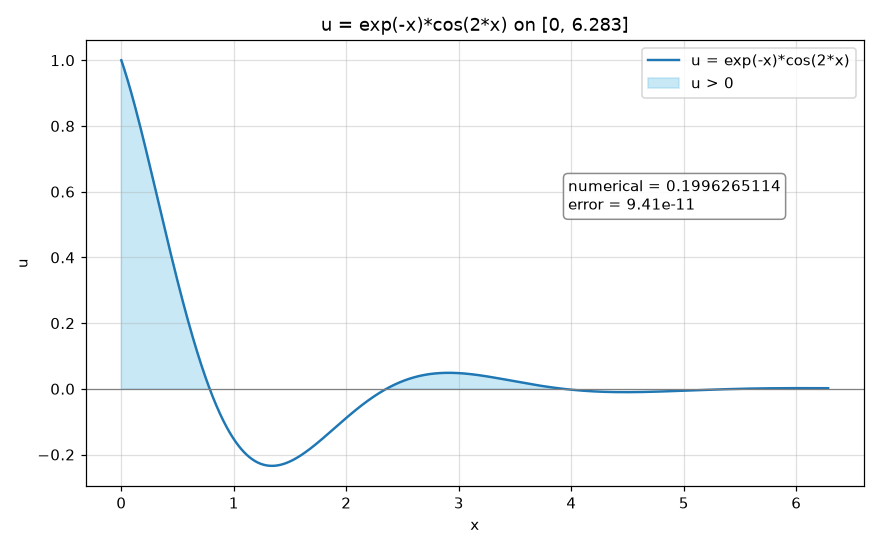 u = exp(-x)*cos(2*x) on [0, 6.283]
u = exp(-x)*cos(2*x)
u > 0
numerical = 0.1996265114
error = 9.41e-11
1.0
0.8
0.6
0.4
0.2
0.0
−0.2
u
0 1 2 3 4 5 6
x